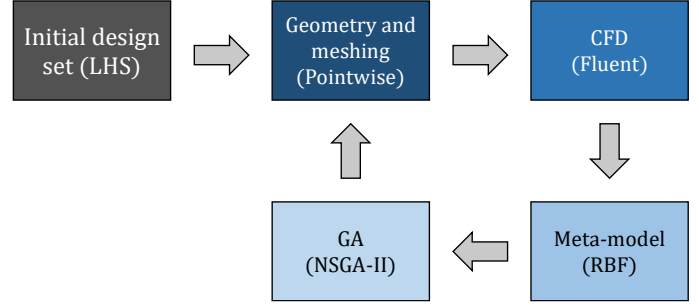 Initial design
set (LHS)
Geometry and
meshing
(Pointwise)
CFD
(Fluent)
GA
(NSGA-II)
Meta-model
(RBF)